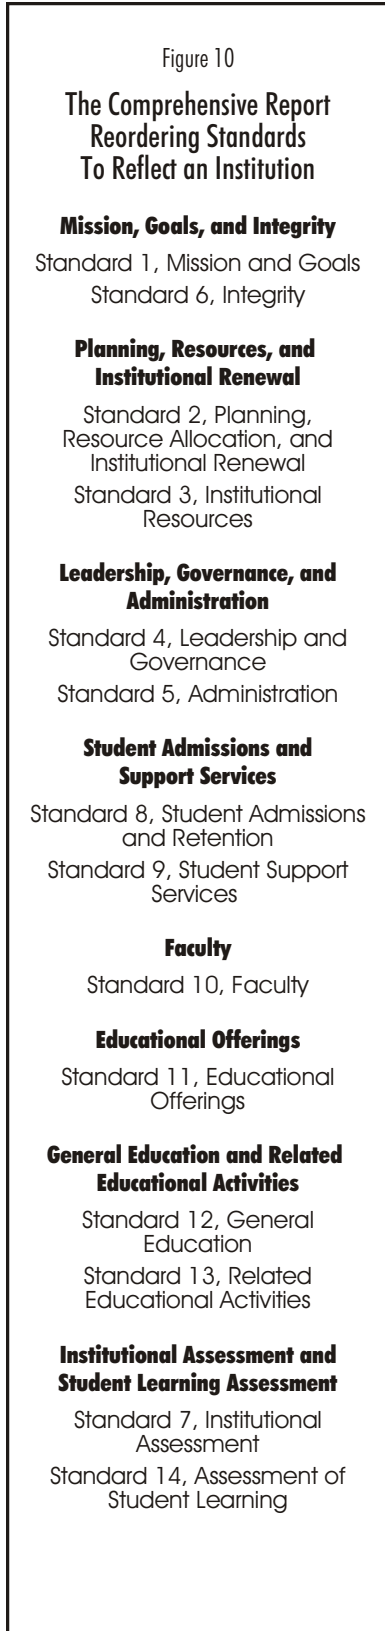 Figure 10
The Comprehensive Report
Reordering Standards
To Reflect an Institution
Mission, Goals, and Integrity
Standard 1, Mission and Goals
Standard 6, Integrity
Planning, Resources, and
Institutional Renewal
Standard 2, Planning,
Resource Allocation, and
Institutional Renewal
Standard 3, Institutional
Resources
Leadership, Governance, and
Administration
Standard 4, Leadership and
Governance
Standard 5, Administration
Student Admissions and
Support Services
Standard 8, Student Admissions
and Retention
Standard 9, Student Support
Services
Faculty
Standard 10, Faculty
Educational Offerings
Standard 11, Educational
Offerings
General Education and Related
Educational Activities
Standard 12, General
Education
Standard 13, Related
Educational Activities
Institutional Assessment and
Student Learning Assessment
Standard 7, Institutional
Assessment
Standard 14, Assessment of
Student Learning